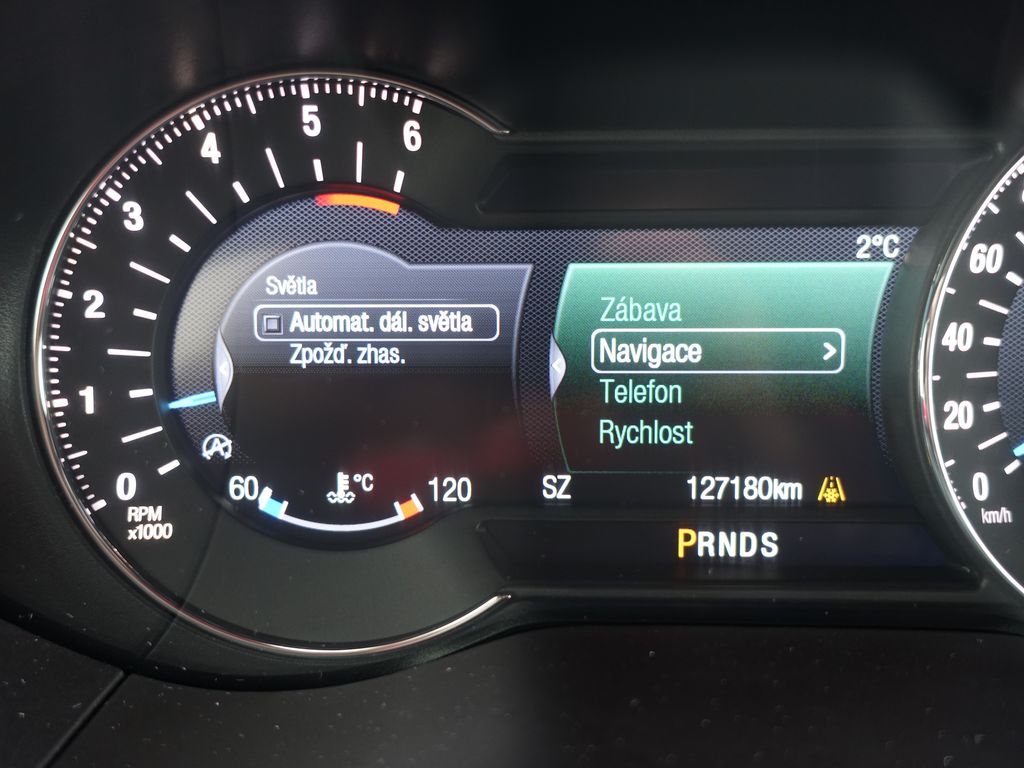 6
5
4
3
2
1
0
RPM
x1000
Světla
Automat. dál. světla
Zpožď. zhas.
60
°C
120
2°C
Zábava
Navigace >
Telefon
Rychlost
SZ
127180km
PRNDS
60
40
20
0
km/h